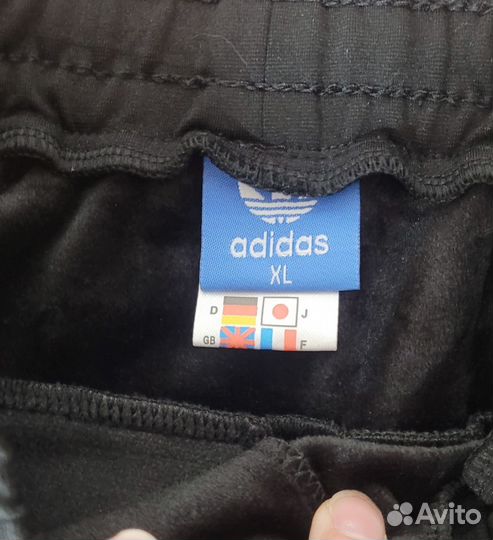 adidas
XL
D J
GB F
Avito